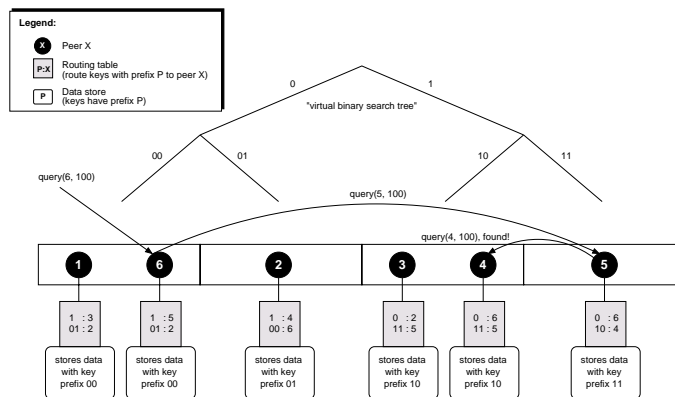 Legend:
X Peer X
P:X Routing table
(route keys with prefix P to peer X)
P Data store
(keys have prefix P)
0 1
"virtual binary search tree"
00 01 10 11
query(6, 100)
query(5, 100)
query(4, 100), found!
1 6 2 3 4 5
1 : 3
01 : 2
1 : 5
01 : 2
1 : 4
00 : 6
0 : 2
11 : 5
0 : 6
11 : 5
0 : 6
10 : 4
stores data
with key
prefix 00
stores data
with key
prefix 00
stores data
with key
prefix 01
stores data
with key
prefix 10
stores data
with key
prefix 10
stores data
with key
prefix 11